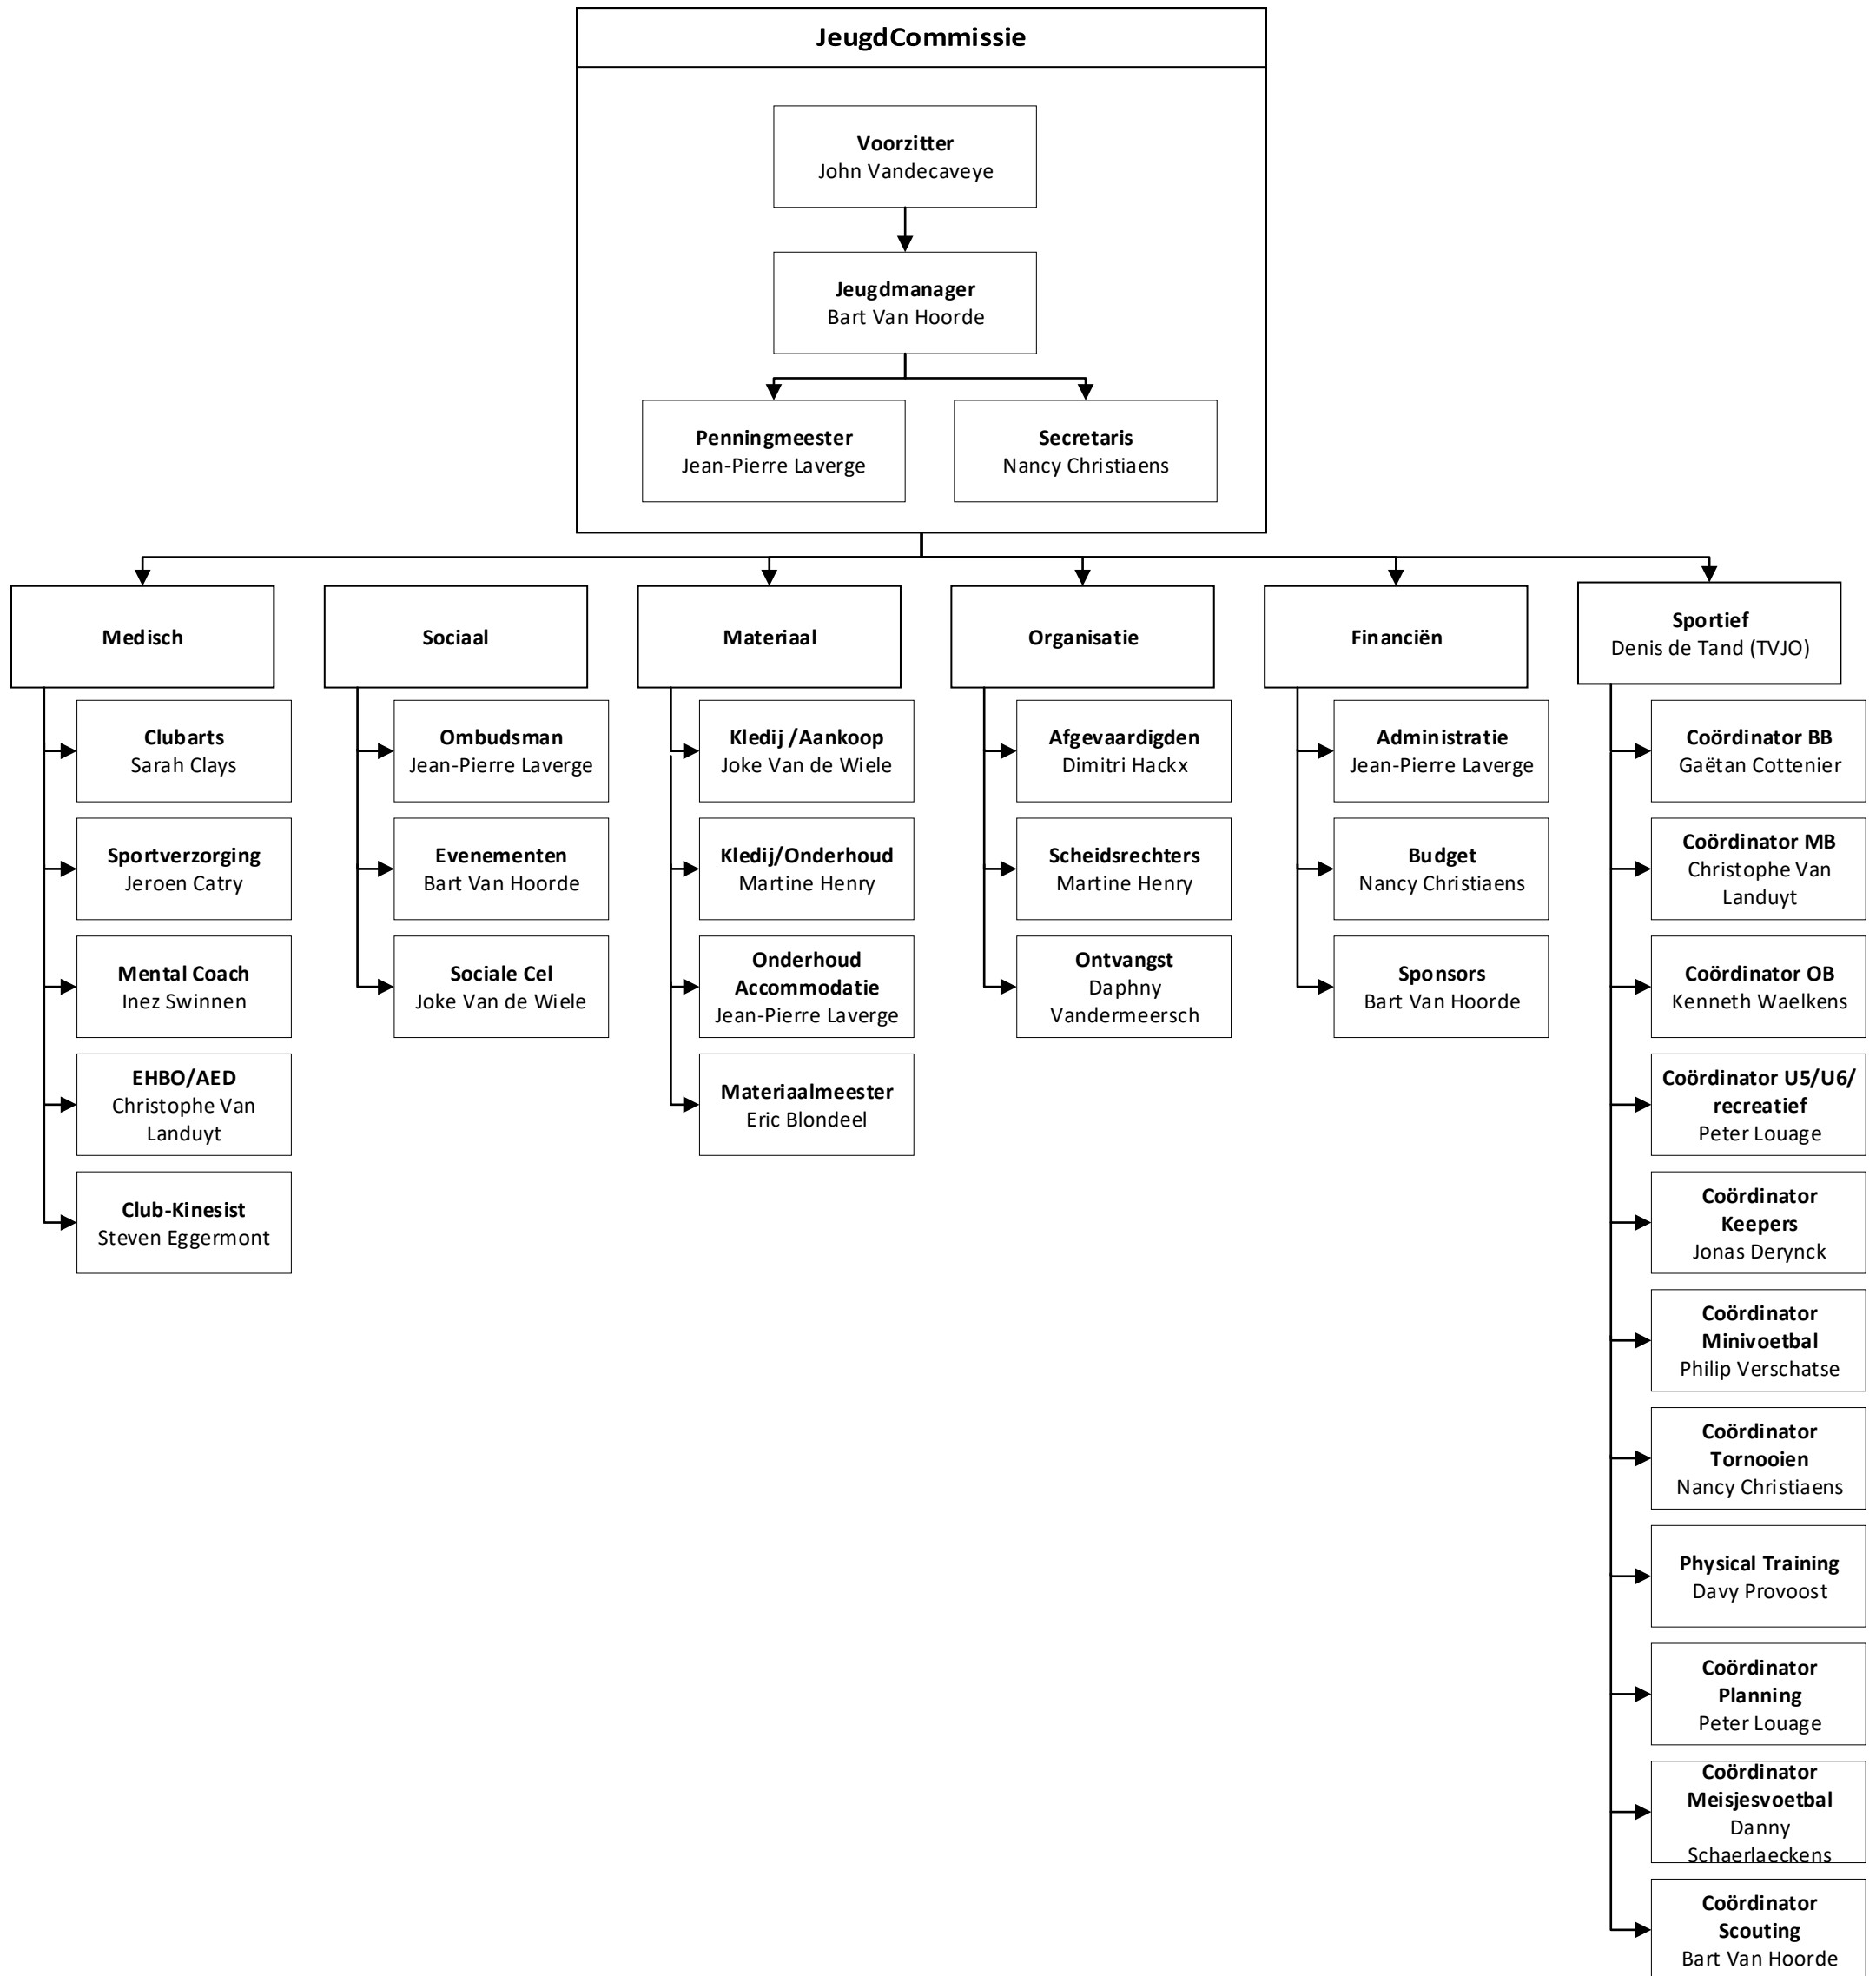 JeugdCommissie
Voorzitter
John Vandecaveye
Jeugdmanager
Bart Van Hoorde
Penningmeester
Jean-Pierre Laverge
Secretaris
Nancy Christiaens
Medisch
Sociaal
Materiaal
Organisatie
Financiën
Sportief
Denis de Tand (TVJO)
Clubarts
Sarah Clays
Sportverzorging
Jeroen Catry
Mental Coach
Inez Swinnen
EHBO/AED
Christophe Van
Landuyt
Club-Kinesist
Steven Eggermont
Ombudsman
Jean-Pierre Laverge
Evenementen
Bart Van Hoorde
Sociale Cel
Joke Van de Wiele
Kledij /Aankoop
Joke Van de Wiele
Kledij/Onderhoud
Martine Henry
Onderhoud
Accommodatie
Jean-Pierre Laverge
Materiaalmeester
Eric Blondeel
Afgevaardigden
Dimitri Hackx
Scheidsrechters
Martine Henry
Ontvangst
Daphny
Vandermeersch
Administratie
Jean-Pierre Laverge
Budget
Nancy Christiaens
Sponsors
Bart Van Hoorde
Coördinator BB
Gaëtan Cottenier
Coördinator MB
Christophe Van
Landuyt
Coördinator OB
Kenneth Waelkens
Coördinator U5/U6/
recreatief
Peter Louage
Coördinator
Keepers
Jonas Derynck
Coördinator
Minivoetbal
Philip Verschatse
Coördinator
Tornooien
Nancy Christiaens
Physical Training
Davy Provoost
Coördinator
Planning
Peter Louage
Coördinator
Meisjesvoetbal
Danny
Schaerlaeckens
Coördinator
Scouting
Bart Van Hoorde